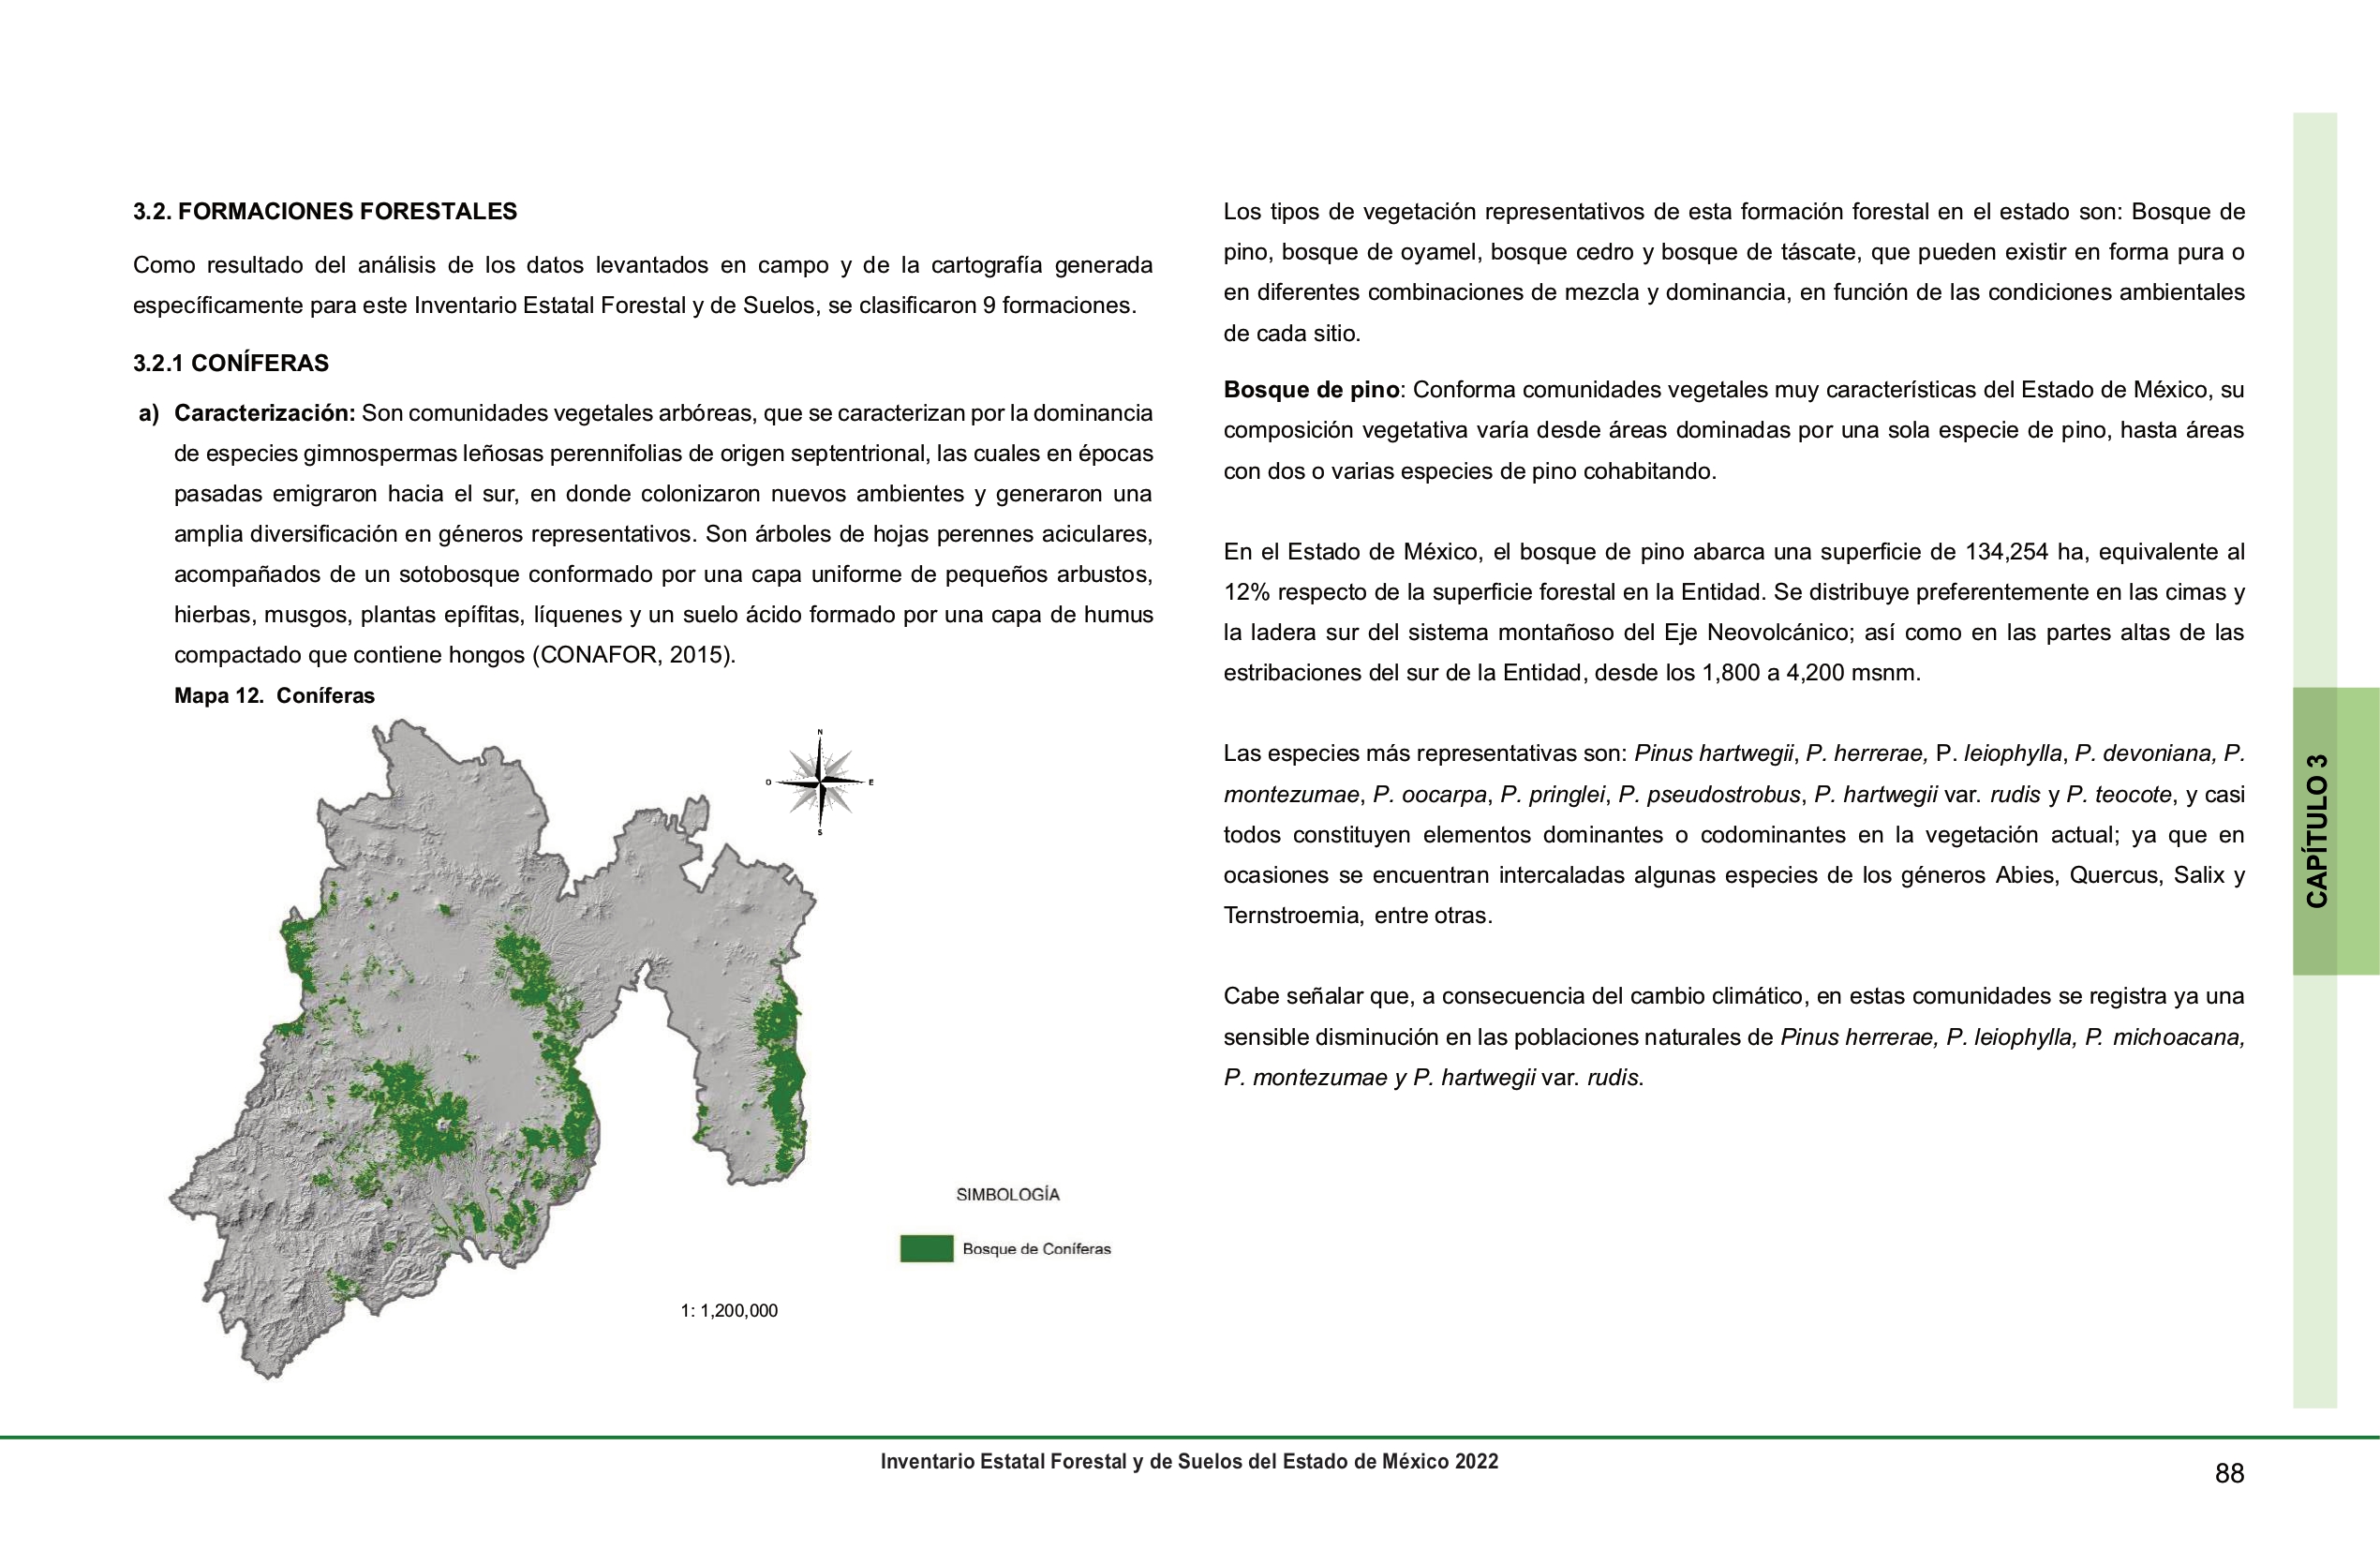 3.2. FORMACIONES FORESTALES
Como resultado del análisis de los datos levantados en campo y de la cartografía generada
específicamente para este Inventario Estatal Forestal y de Suelos, se clasificaron 9 formaciones.
3.2.1 CONÍFERAS
a) Caracterización: Son comunidades vegetales arbóreas, que se caracterizan por la dominancia
de especies gimnospermas leñosas perennifolias de origen septentrional, las cuales en épocas
pasadas emigraron hacia el sur, en donde colonizaron nuevos ambientes y generaron una
amplia diversificación en géneros representativos. Son árboles de hojas perennes aciculares,
acompañados de un sotobosque conformado por una capa uniforme de pequeños arbustos,
hierbas, musgos, plantas epífitas, líquenes y un suelo ácido formado por una capa de humus
compactado que contiene hongos (CONAFOR, 2015).
Mapa 12. Coníferas
N
O
E
S
SIMBOLOGÍA
Bosque de Coníferas
1: 1,200,000
Los tipos de vegetación representativos de esta formación forestal en el estado son: Bosque de
pino, bosque de oyamel, bosque cedro y bosque de táscate, que pueden existir en forma pura o
en diferentes combinaciones de mezcla y dominancia, en función de las condiciones ambientales
de cada sitio.
Bosque de pino: Conforma comunidades vegetales muy características del Estado de México, su
composición vegetativa varía desde áreas dominadas por una sola especie de pino, hasta áreas
con dos o varias especies de pino cohabitando.
En el Estado de México, el bosque de pino abarca una superficie de 134,254 ha, equivalente al
12% respecto de la superficie forestal en la Entidad. Se distribuye preferentemente en las cimas y
la ladera sur del sistema montañoso del Eje Neovolcánico; así como en las partes altas de las
estribaciones del sur de la Entidad, desde los 1,800 a 4,200 msnm.
Las especies más representativas son: Pinus hartwegii, P. herrerae, P. leiophylla, P. devoniana, P.
montezumae, P. oocarpa, P. pringlei, P. pseudostrobus, P. hartwegii var. rudis y P. teocote, y casi
todos constituyen elementos dominantes o codominantes en la vegetación actual; ya que en
ocasiones se encuentran intercaladas algunas especies de los géneros Abies, Quercus, Salix y
Ternstroemia, entre otras.
Cabe señalar que, a consecuencia del cambio climático, en estas comunidades se registra ya una
sensible disminución en las poblaciones naturales de Pinus herrerae, P. leiophylla, P. michoacana,
P. montezumae y P. hartwegii var. rudis.
CAPÍTULO 3
Inventario Estatal Forestal y de Suelos del Estado de México 2022
88